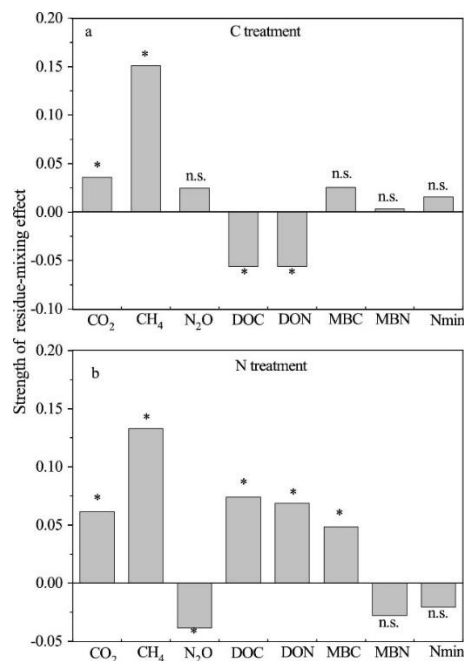 a
C treatment
0.20
0.15
0.10
0.05
0.00
-0.05
-0.10
*
*
n.s.
*
*
n.s.
n.s.
n.s.
CO₂ CH₄ N₂O DOC DON MBC MBN Nmin
Strength of residue-mixing effect
b
N treatment
0.20
0.15
0.10
0.05
0.00
-0.05
*
*
*
*
*
*
n.s.
n.s.
CO₂ CH₄ N₂O DOC DON MBC MBN Nmin